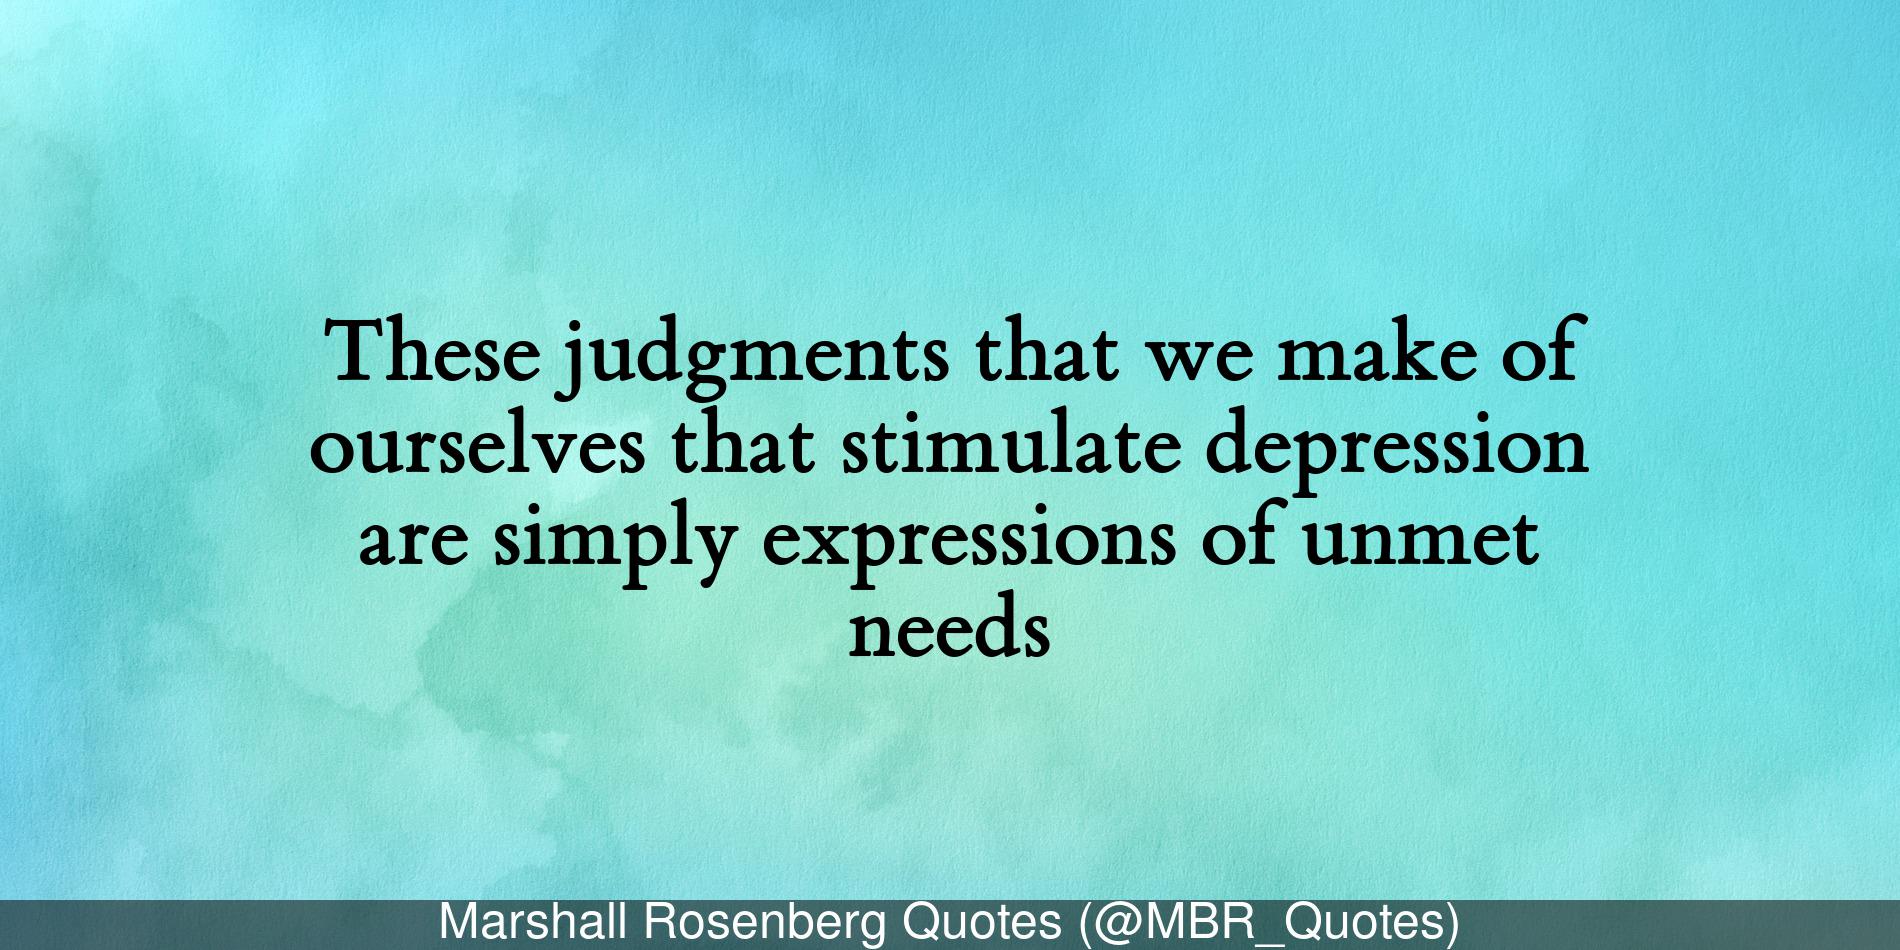 These judgments that we make of
ourselves that stimulate depression
are simply expressions of unmet
needs
Marshall Rosenberg Quotes (@MBR_Quotes)